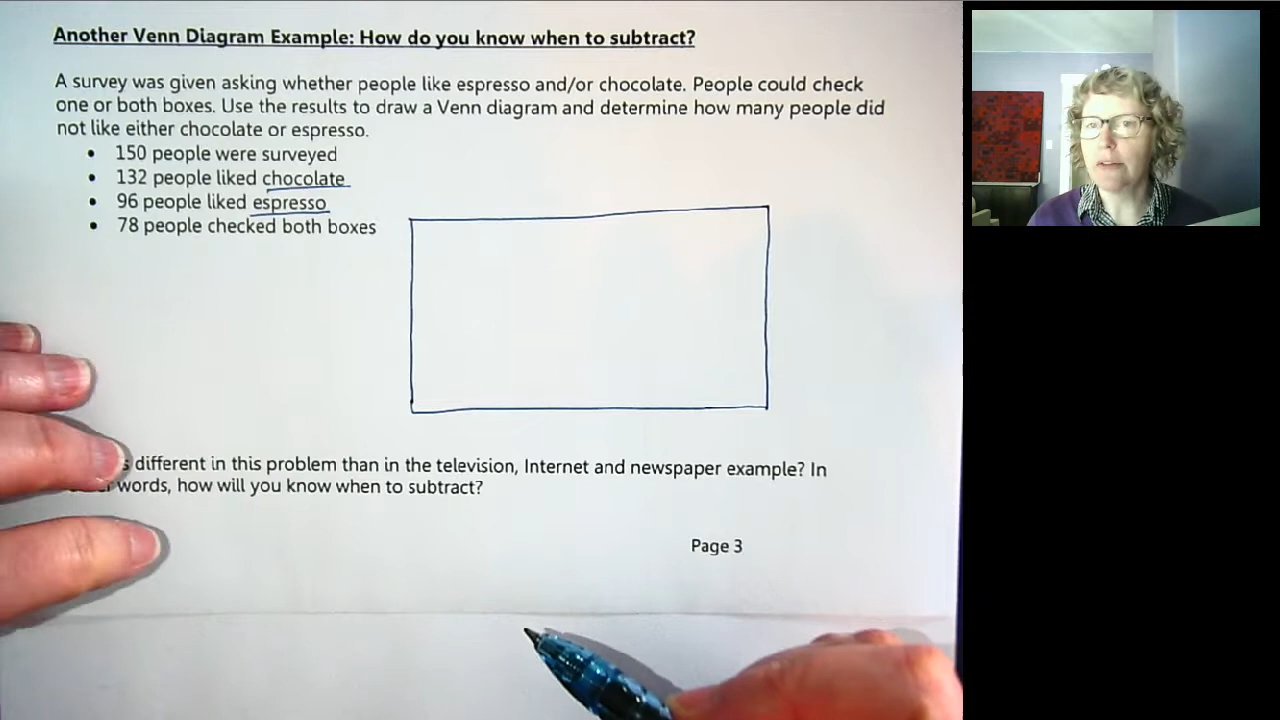 Another Venn Diagram Example: How do you know when to subtract?
A survey was given asking whether people like espresso and/or chocolate. People could check
one or both boxes. Use the results to draw a Venn diagram and determine how many people did
not like either chocolate or espresso.
• 150 people were surveyed
• 132 people liked chocolate
• 96 people liked espresso
• 78 people checked both boxes
different in this problem than in the television, Internet and newspaper example? In
words, how will you know when to subtract?
Page 3